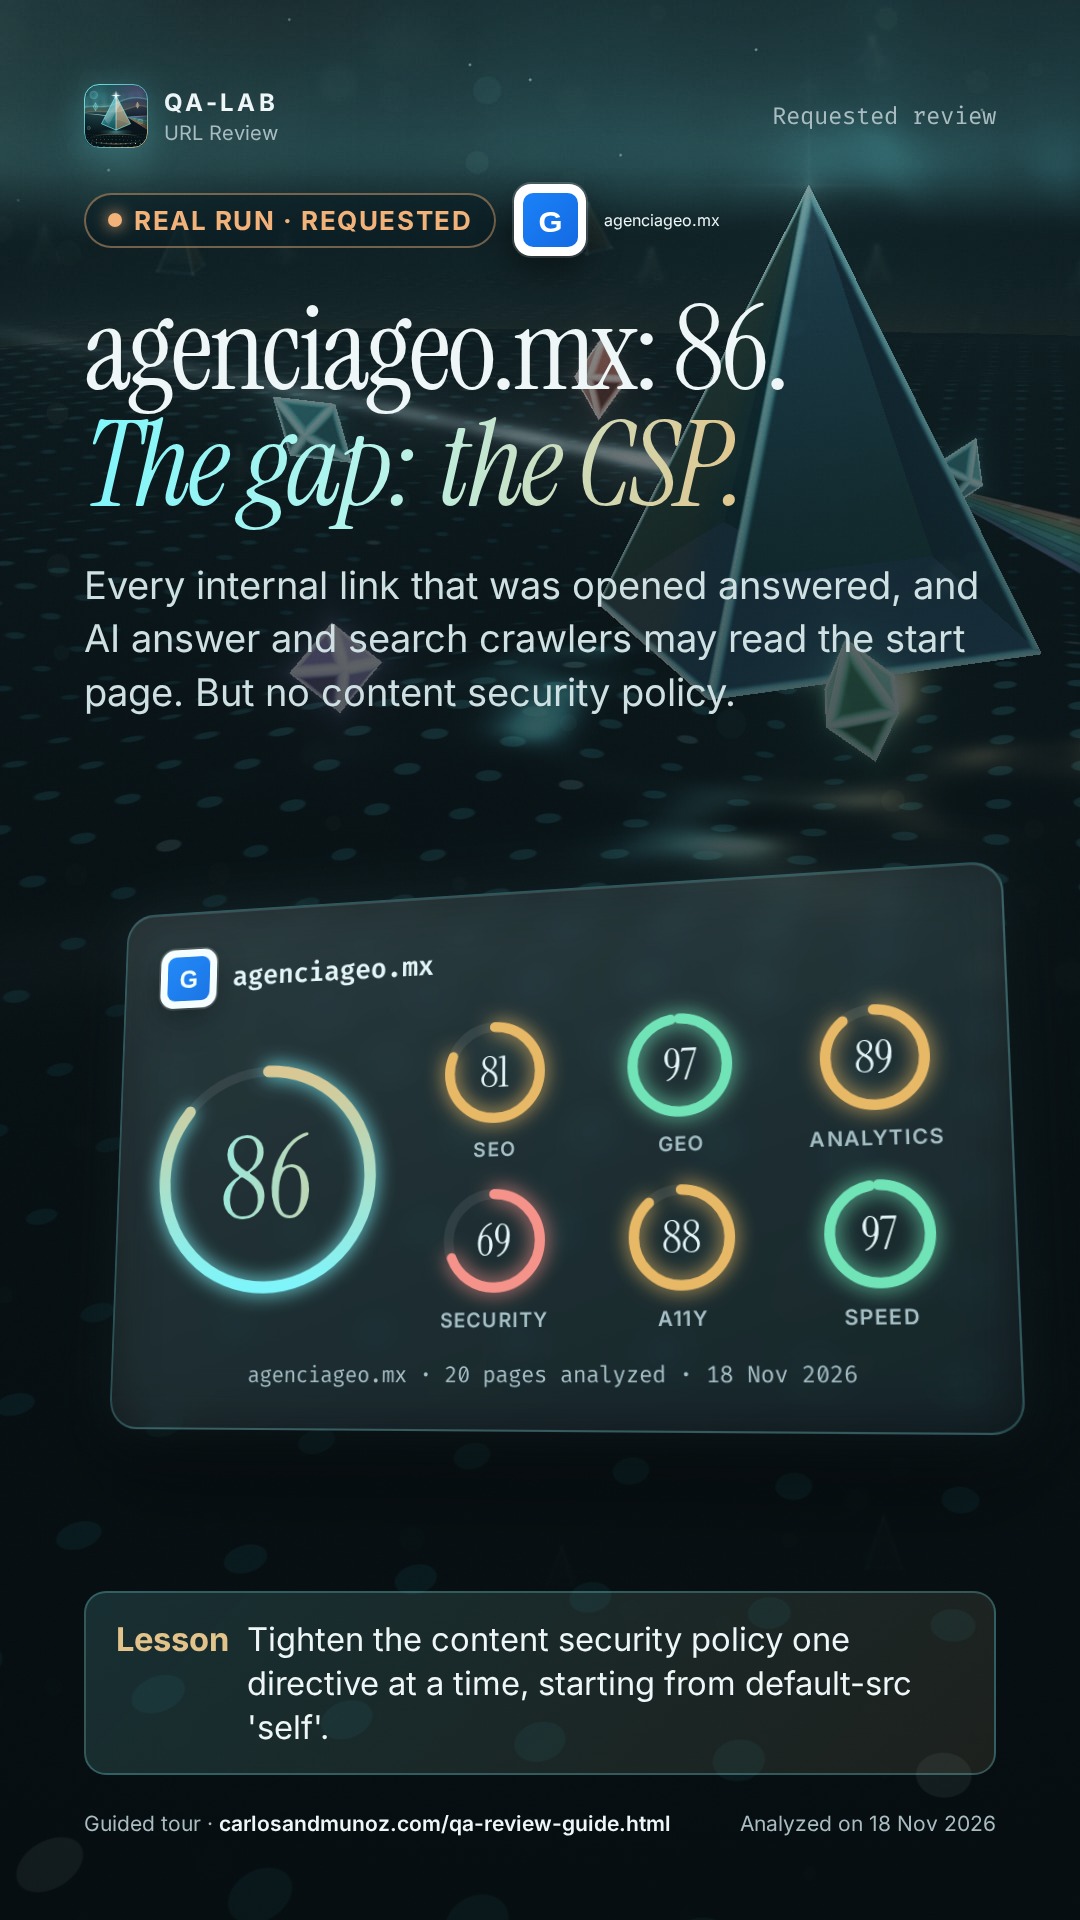 QA-LAB
URL Review
Requested review
REAL RUN · REQUESTED
G
agenciageo.mx
agenciageo.mx: 86.
The gap: the CSP.
Every internal link that was opened answered, and
AI answer and search crawlers may read the start
page. But no content security policy.
G
agenciageo.mx
86
81
SEO
97
GEO
89
ANALYTICS
69
SECURITY
88
A11Y
97
SPEED
agenciageo.mx · 20 pages analyzed · 18 Nov 2026
Lesson Tighten the content security policy one
directive at a time, starting from default-src
'self'.
Guided tour · carlosandmunoz.com/qa-review-guide.html
Analyzed on 18 Nov 2026